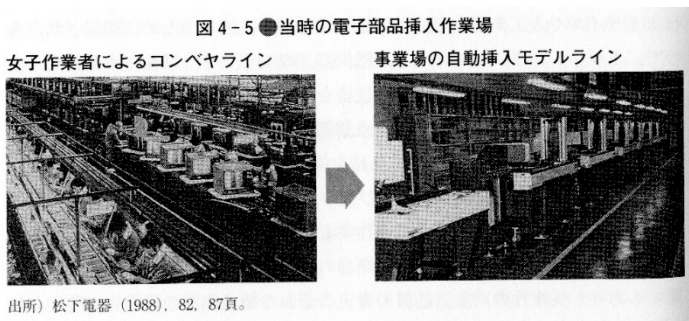 図4-5●当時の電子部品挿入作業場
女子作業者によるコンベヤライン
事業場の自動挿入モデルライン
出所）松下電器（1988），82，87頁。